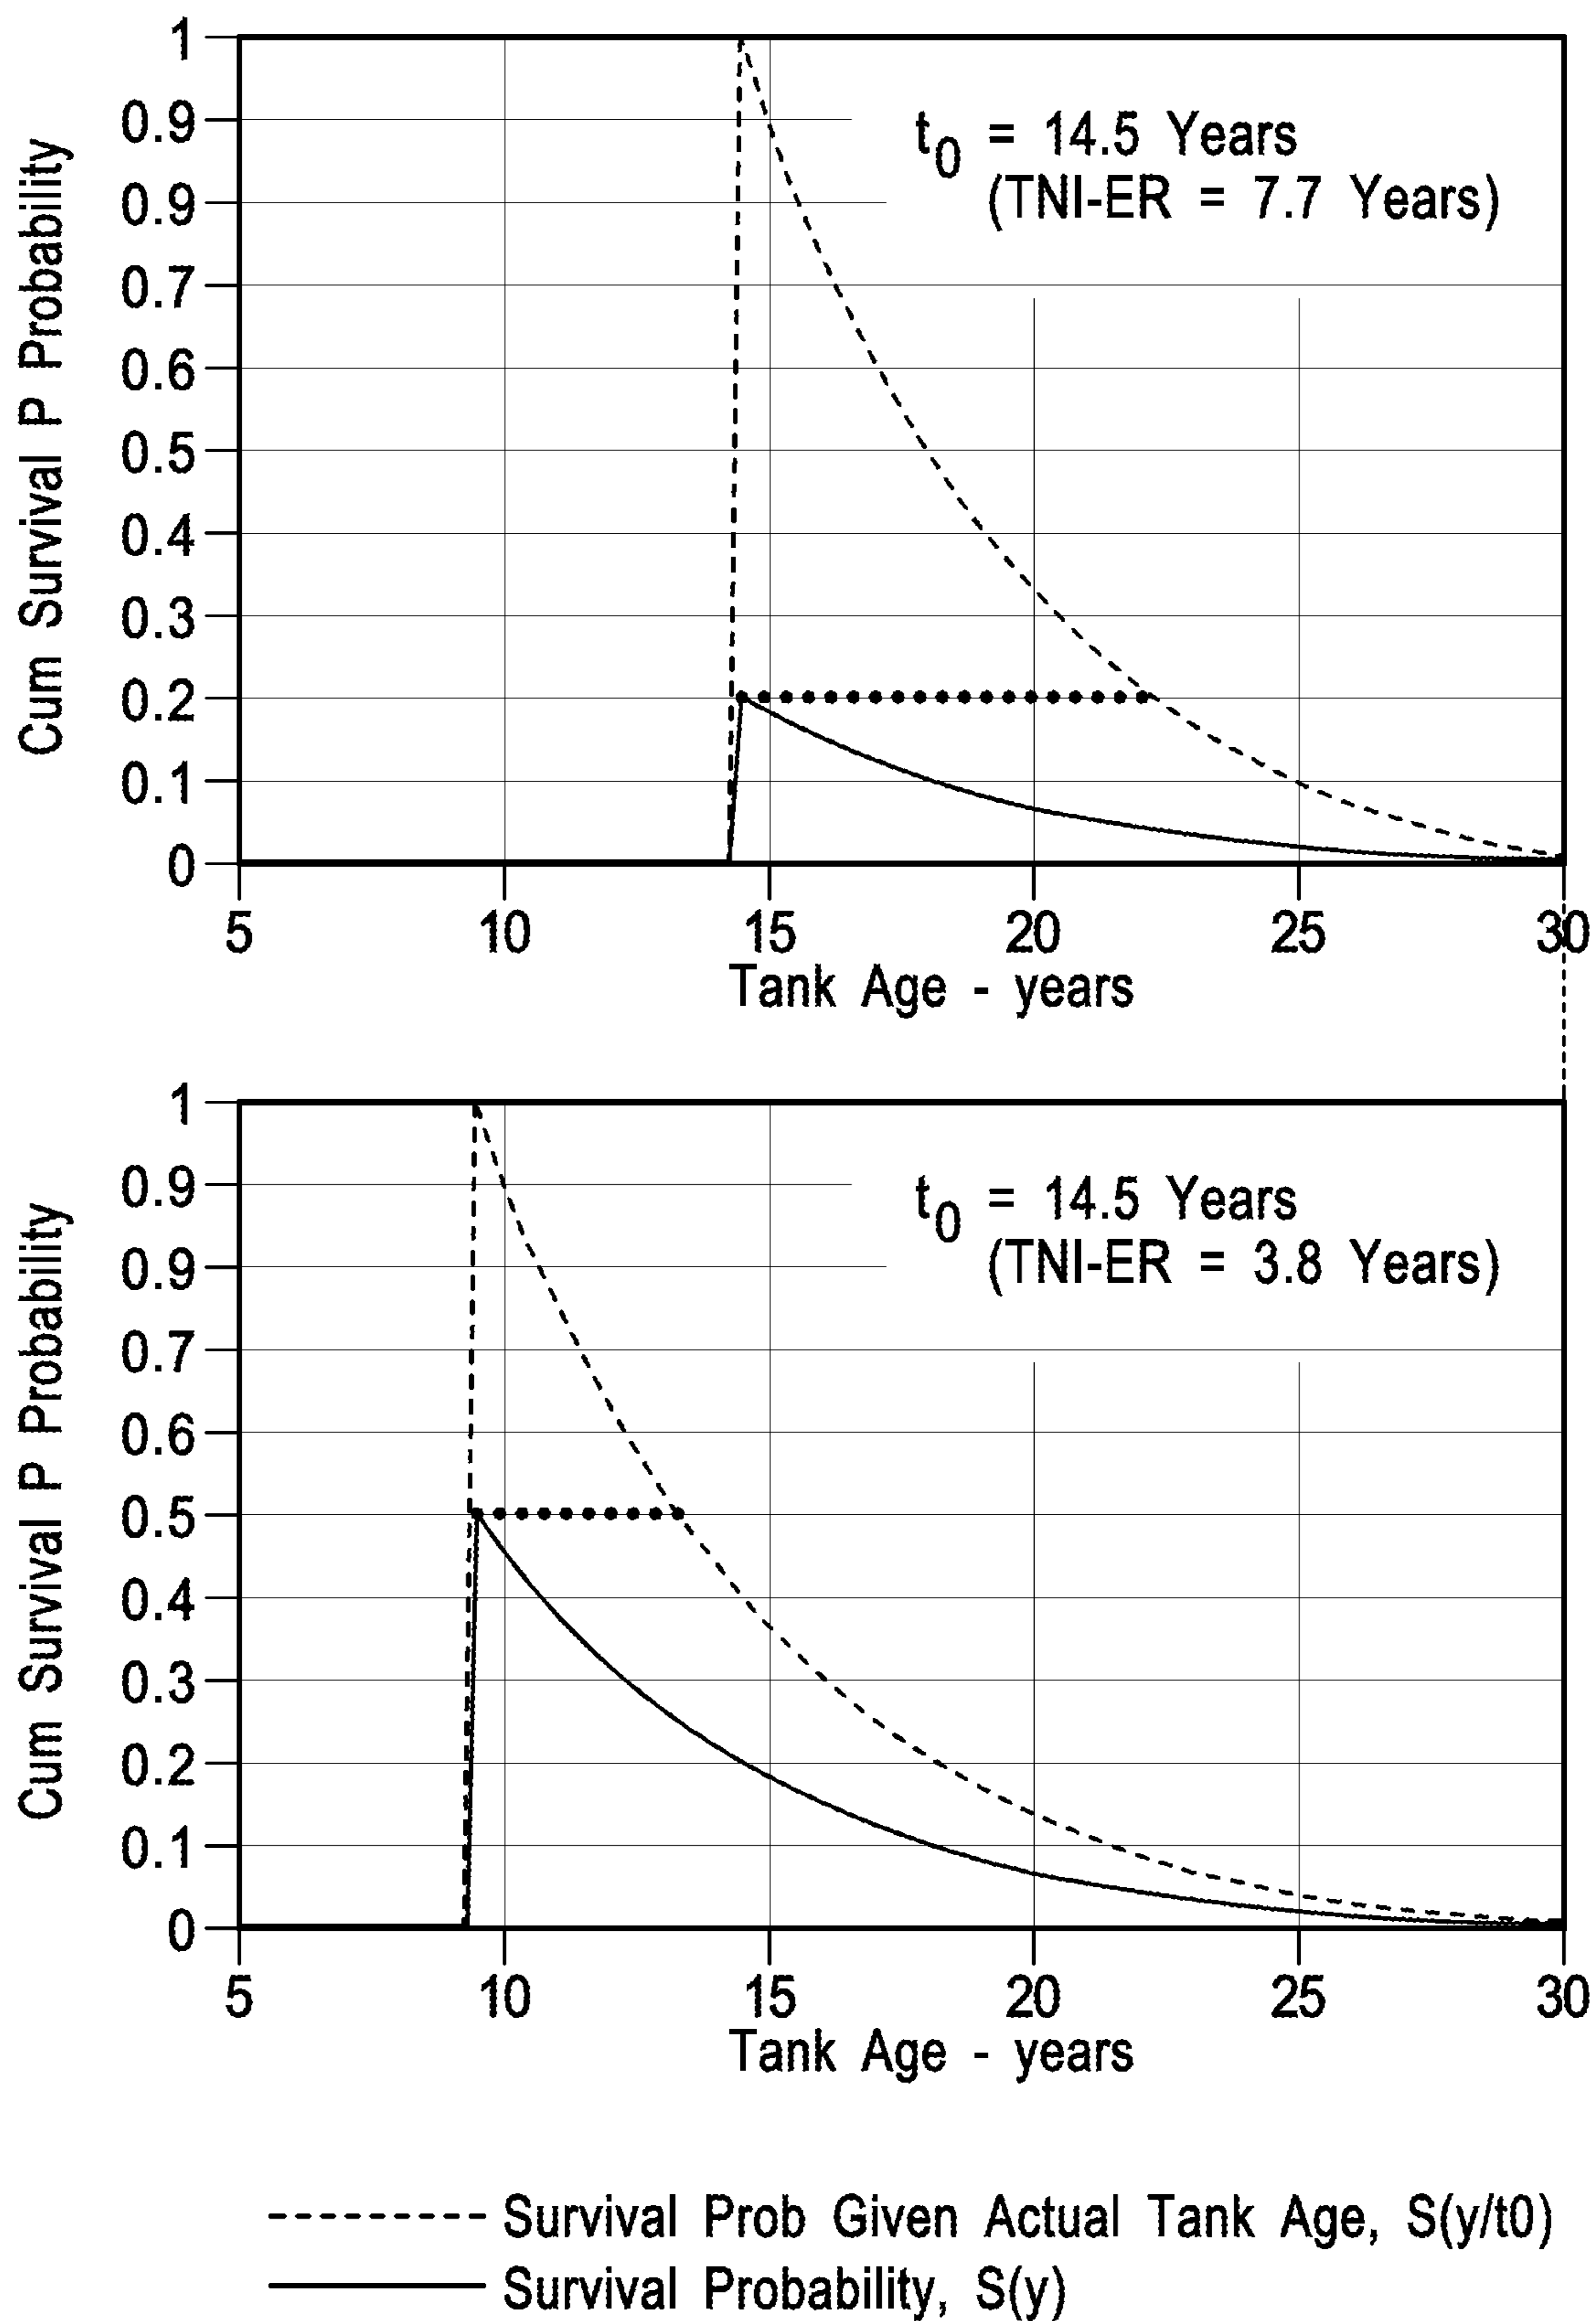 Cum Survival P Probability
1
0.9
0.9
0.7
0.6
0.5
0.4
0.3
0.2
0.1
0
t0 = 14.5 Years
(TNI-ER = 7.7 Years)
5 10 15 20 25 30
Tank Age - years
Cum Survival P Probability
1
0.9
0.9
0.7
0.6
0.5
0.4
0.3
0.2
0.1
0
t0 = 14.5 Years
(TNI-ER = 3.8 Years)
5 10 15 20 25 30
Tank Age - years
Survival Prob Given Actual Tank Age, S(y/t0)
Survival Probability, S(y)